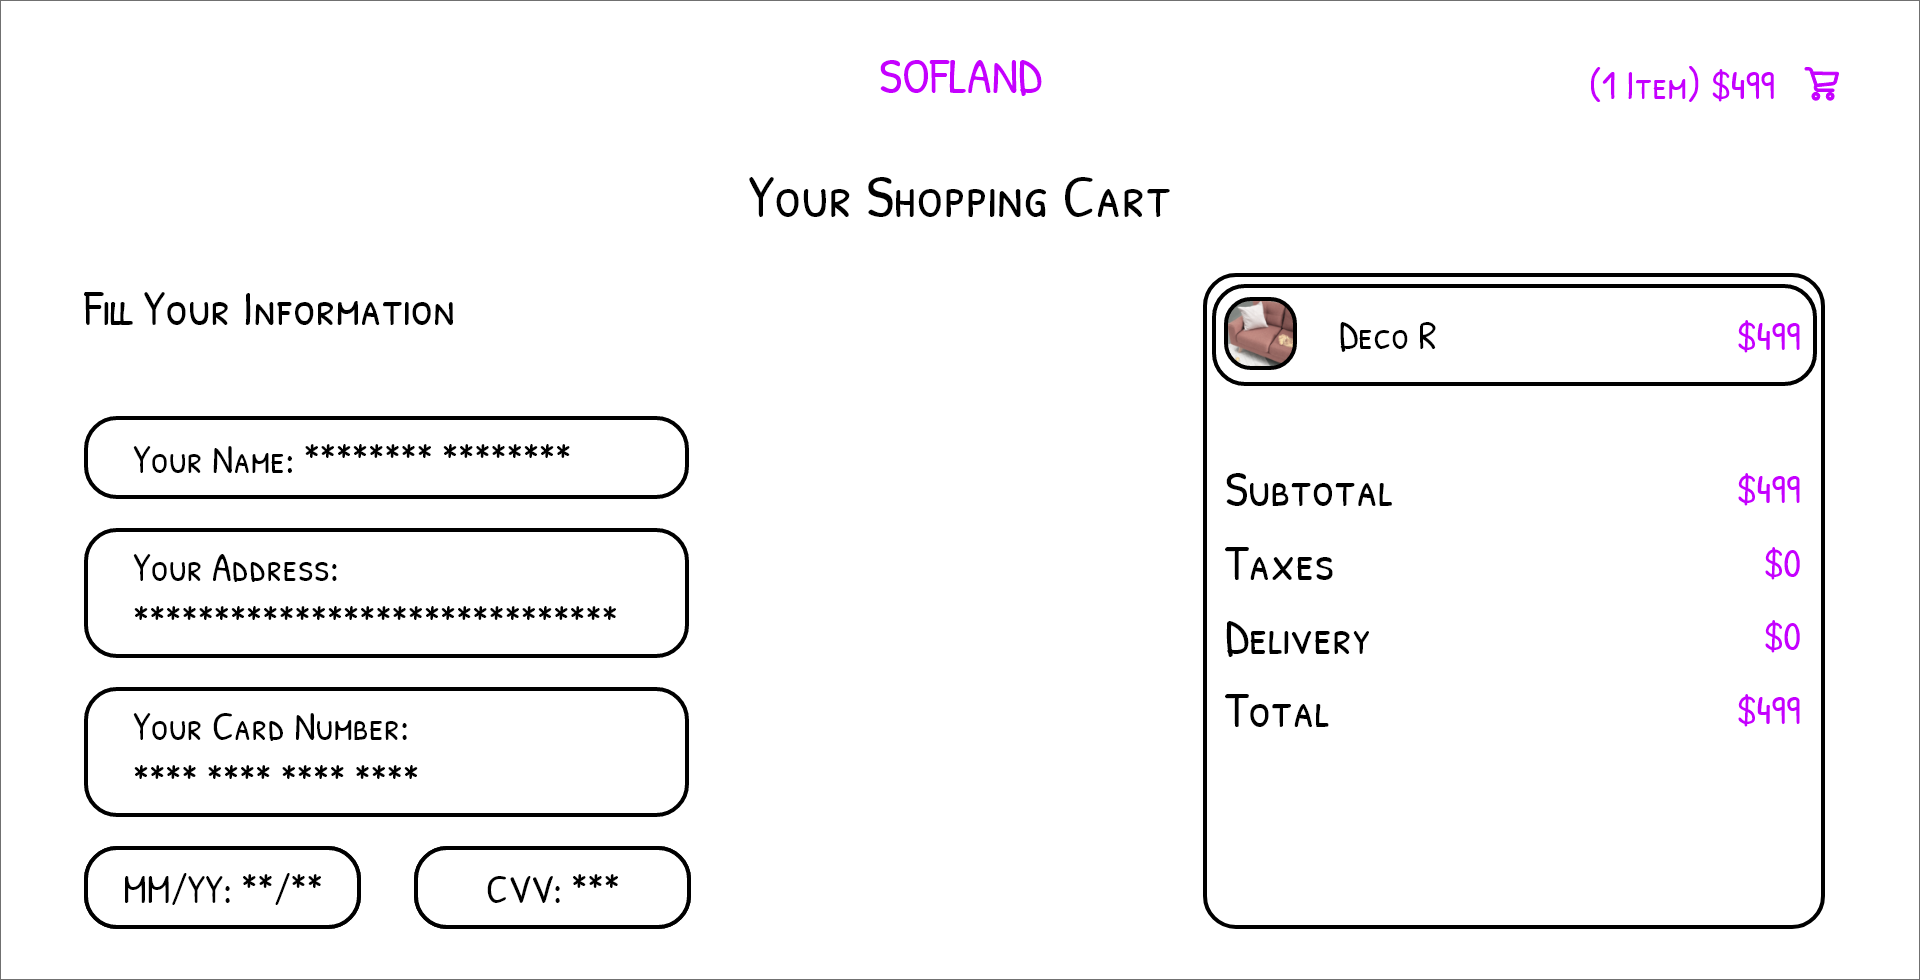 SOFLAND
(1 Item) $499
Your Shopping Cart
Fill Your Information
Your Name: ******** ********
Your Address:
******************************
Your Card Number:
**** **** **** ****
MM/YY: **/**
CVV: ***
Deco R $499
Subtotal $499
Taxes $0
Delivery $0
Total $499